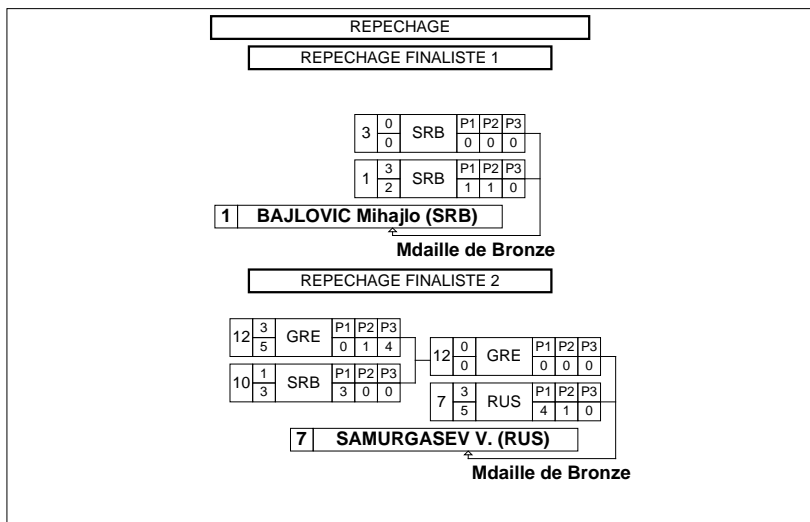 REPECHAGE
REPECHAGE FINALISTE 1
3 0 SRB P1 P2 P3
0 0 0 0
1 3 SRB P1 P2 P3
2 1 1 0
1 BAJLOVIC Mihajlo (SRB)
Mdaille de Bronze
REPECHAGE FINALISTE 2
12 3 GRE P1 P2 P3
5 0 1 4
10 1 SRB P1 P2 P3
3 3 0 0
12 0 GRE P1 P2 P3
0 0 0 0
7 3 RUS P1 P2 P3
5 4 1 0
7 SAMURGASEV V. (RUS)
Mdaille de Bronze